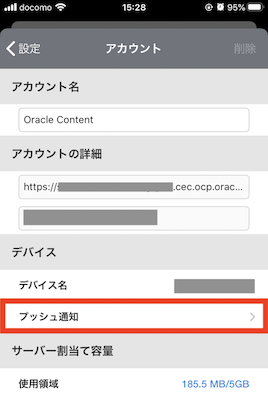 docomo 15:28 95%
設定 アカウント 削除
アカウント名
Oracle Content
アカウントの詳細
https:/ .cec.ocp.orac...
デバイス
デバイス名
プッシュ通知
サーバー割当て容量
使用領域 185.5 MB/5GB